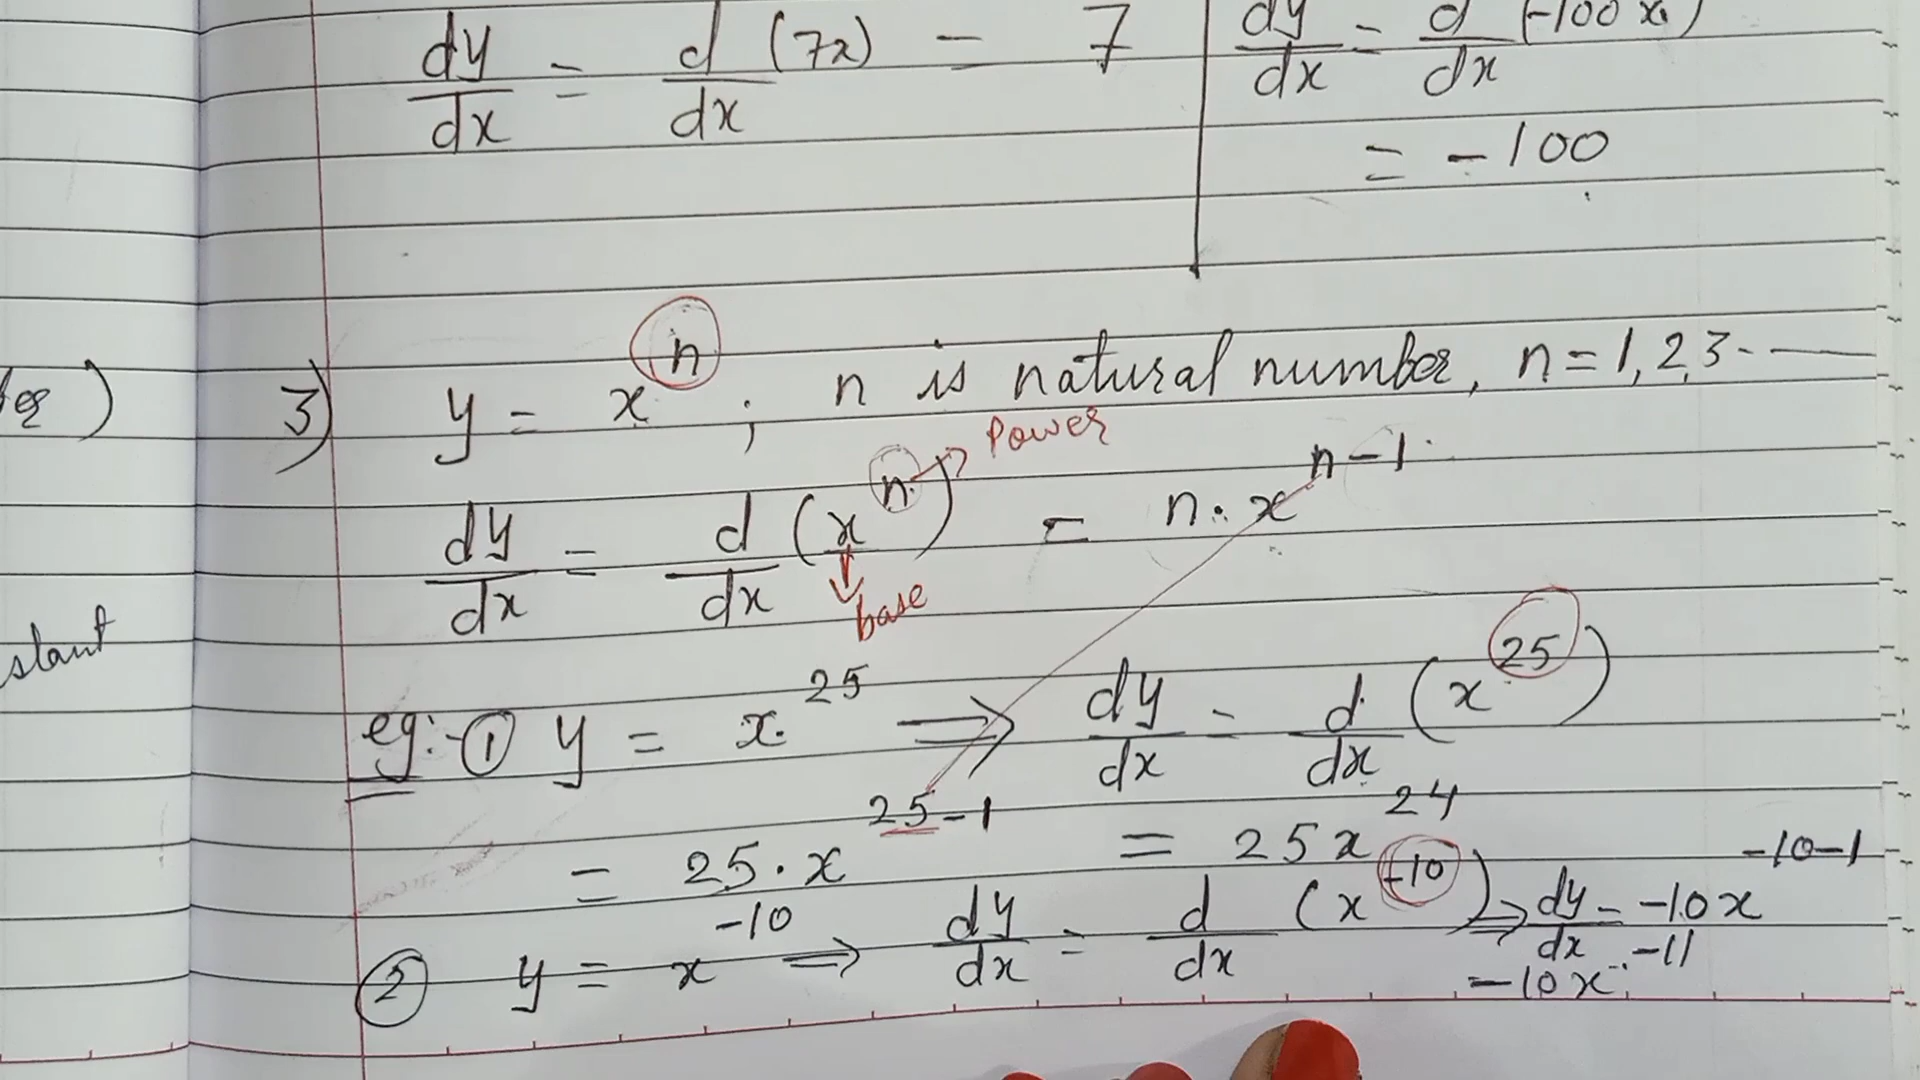 dy/dx = d/dx (7x) = 7
dy/dx = d/dx (-100 x)
= -100
3) y = x^n ; n is natural number, n = 1, 2, 3 - —
dy/dx = d/dx (x^n) = n · x^(n-1)
Power
base
eg:- ① y = x^25 ⇒ dy/dx = d/dx (x^25)
= 25 · x^(25-1) = 25x^24
② y = x^-10 ⇒ dy/dx = d/dx (x^-10) ⇒ dy/dx = -10x^(-10-1)
= -10x^-11